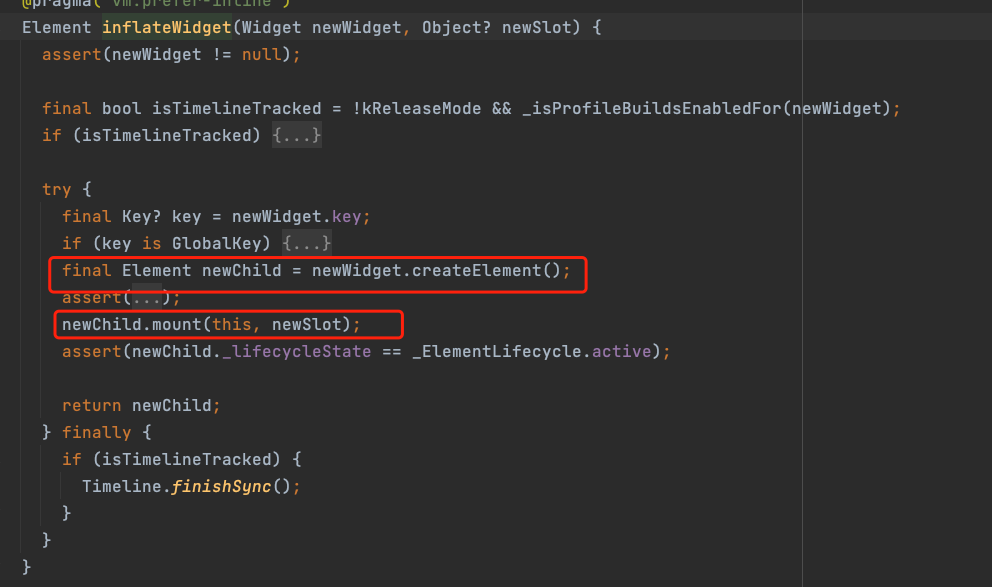 @pragma('vm:prefer-inline')
Element inflateWidget(Widget newWidget, Object? newSlot) {
assert(newWidget != null);
final bool isTimelineTracked = !kReleaseMode && _isProfileBuildsEnabledFor(newWidget);
if (isTimelineTracked) {...}
try {
final Key? key = newWidget.key;
if (key is GlobalKey) {...}
final Element newChild = newWidget.createElement();
assert(...);
newChild.mount(this, newSlot);
assert(newChild._lifecycleState == _ElementLifecycle.active);
return newChild;
} finally {
if (isTimelineTracked) {
Timeline.finishSync();
}
}
}